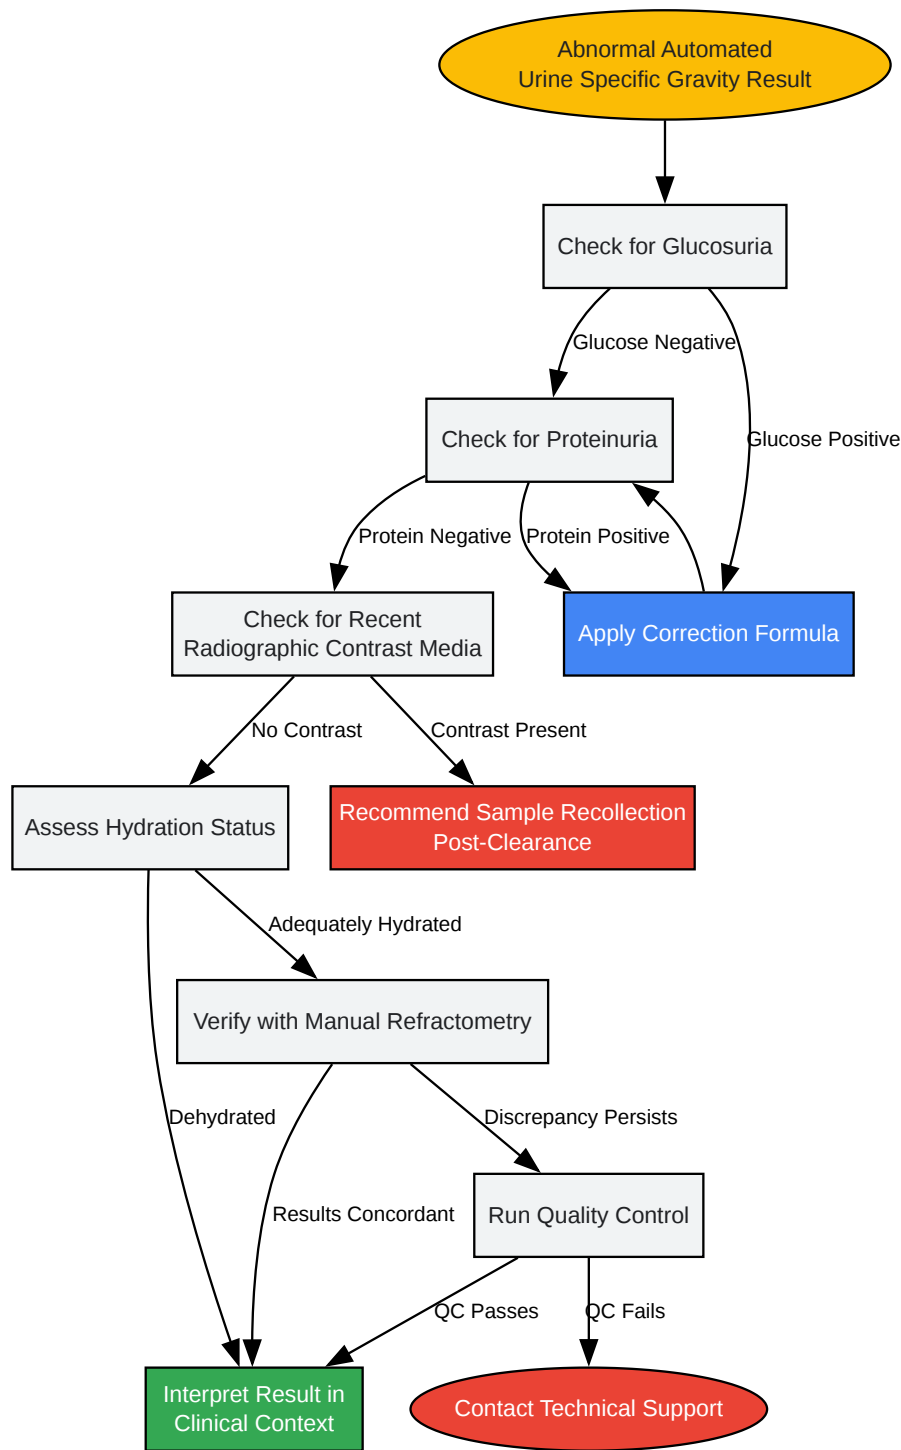 Abnormal Automated
Urine Specific Gravity Result
Check for Glucosuria
Glucose Negative
Glucose Positive
Check for Proteinuria
Protein Negative
Protein Positive
Check for Recent
Radiographic Contrast Media
Apply Correction Formula
No Contrast
Contrast Present
Assess Hydration Status
Recommend Sample Recollection
Post-Clearance
Adequately Hydrated
Verify with Manual Refractometry
Dehydrated
Discrepancy Persists
Results Concordant
Run Quality Control
QC Passes
QC Fails
Interpret Result in
Clinical Context
Contact Technical Support